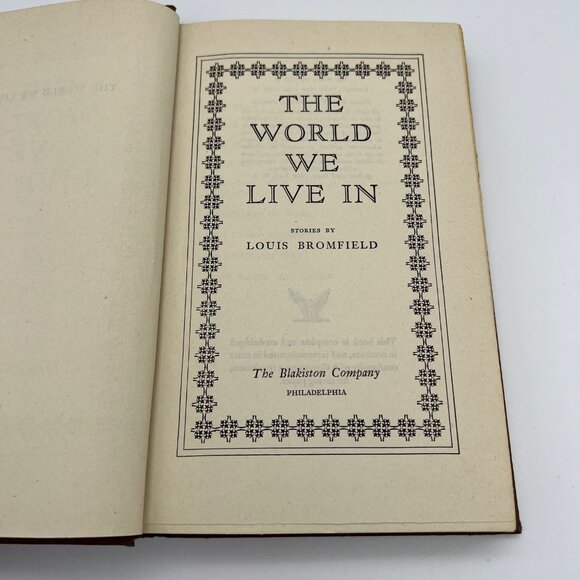 THE
WORLD
WE
LIVE IN
STORIES BY
LOUIS BROMFIELD
The Blakiston Company
PHILADELPHIA